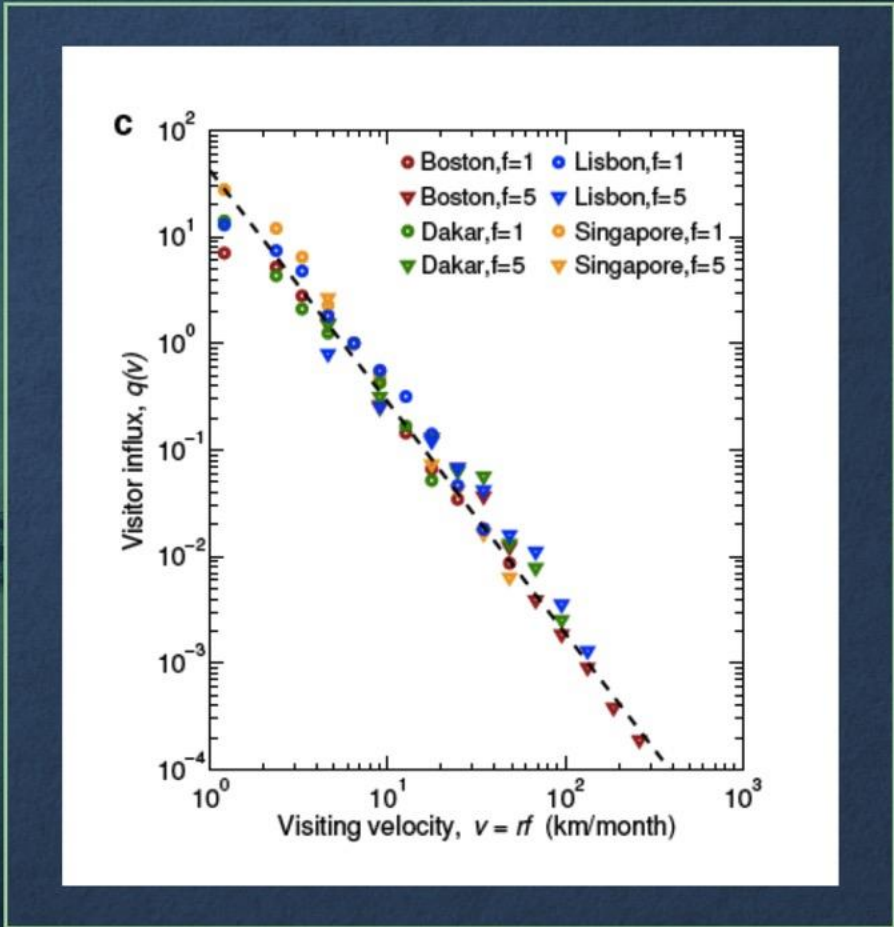 c
Boston,f=1 Lisbon,f=1
Boston,f=5 Lisbon,f=5
Dakar,f=1 Singapore,f=1
Dakar,f=5 Singapore,f=5
Visitor influx, q(v)
10²
10¹
10⁰
10⁻¹
10⁻²
10⁻³
10⁻⁴
10⁰ 10¹ 10² 10³
Visiting velocity, v = rf (km/month)